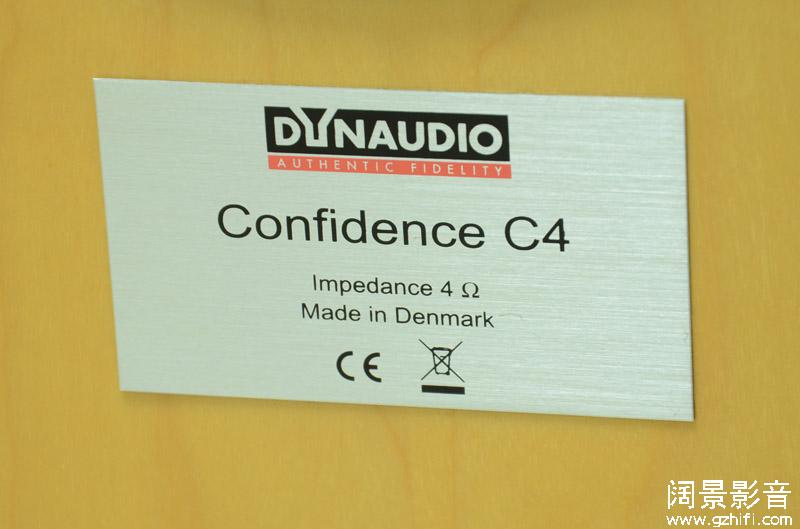 DYNAUDIO
AUTHENTIC FIDELITY
Confidence C4
Impedance 4 Ω
Made in Denmark
CE
阔景影音
www.gzhifi.com